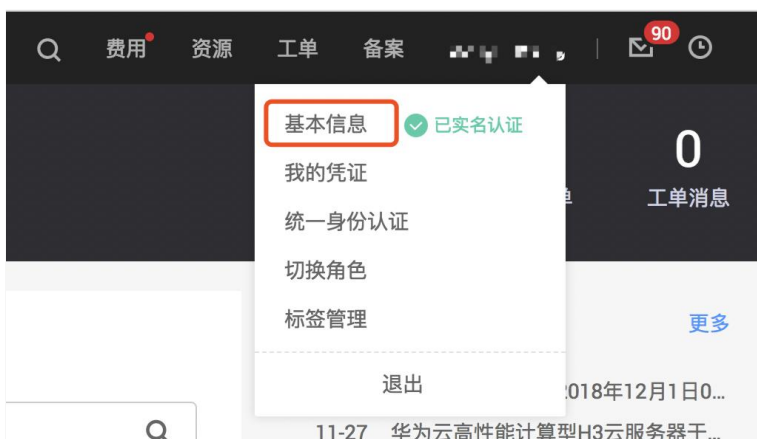 费用 资源 工单 备案 90
基本信息 已实名认证
0
我的凭证
工单消息
统一身份认证
切换角色
标签管理
更多
退出
2018年12月1日0...
11-27 华为云高性能计算型H3云服务器于...